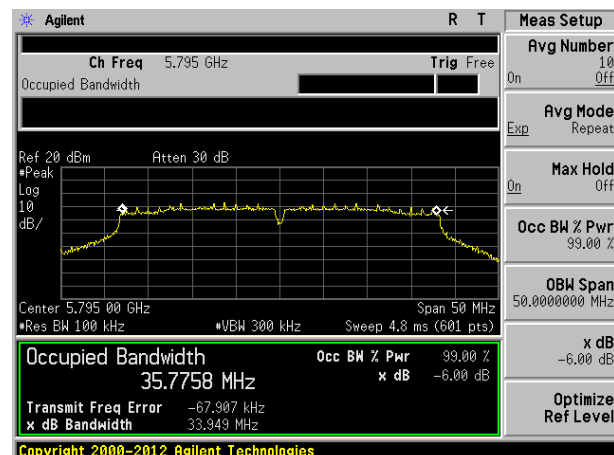 Agilent R T Meas Setup
Avg Number
10
On Off
Ch Freq 5.795 GHz Trig Free
Occupied Bandwidth
Avg Mode
Exp Repeat
Ref 20 dBm Atten 30 dB
#Peak
Log
10
dB/
Max Hold
On Off
Occ BW % Pwr
99.00 %
OBW Span
50.0000000 MHz
Center 5.795 00 GHz Span 50 MHz
#Res BW 100 kHz #VBW 300 kHz Sweep 4.8 ms (601 pts)
x dB
-6.00 dB
Occupied Bandwidth Occ BW % Pwr 99.00 %
35.7758 MHz x dB -6.00 dB
Transmit Freq Error -67.907 kHz
x dB Bandwidth 33.949 MHz
Optimize
Ref Level
Copyright 2000-2012 Agilent Technologies